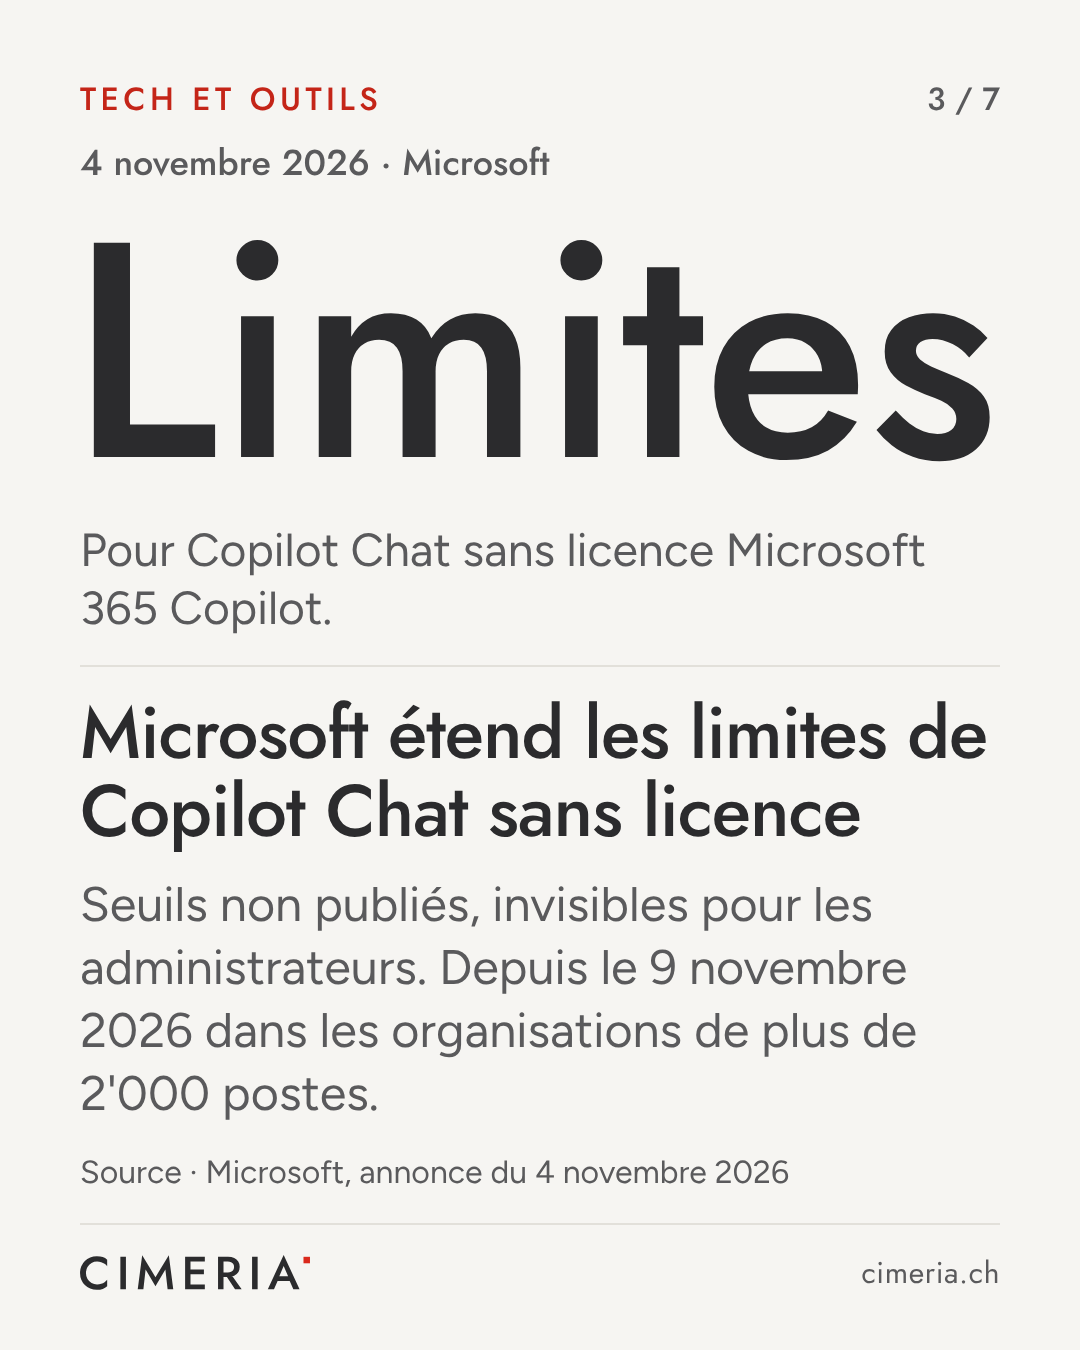 TECH ET OUTILS
3 / 7
4 novembre 2026 · Microsoft
Limites
Pour Copilot Chat sans licence Microsoft
365 Copilot.
Microsoft étend les limites de
Copilot Chat sans licence
Seuils non publiés, invisibles pour les
administrateurs. Depuis le 9 novembre
2026 dans les organisations de plus de
2'000 postes.
Source · Microsoft, annonce du 4 novembre 2026
CIMERIA
cimeria.ch